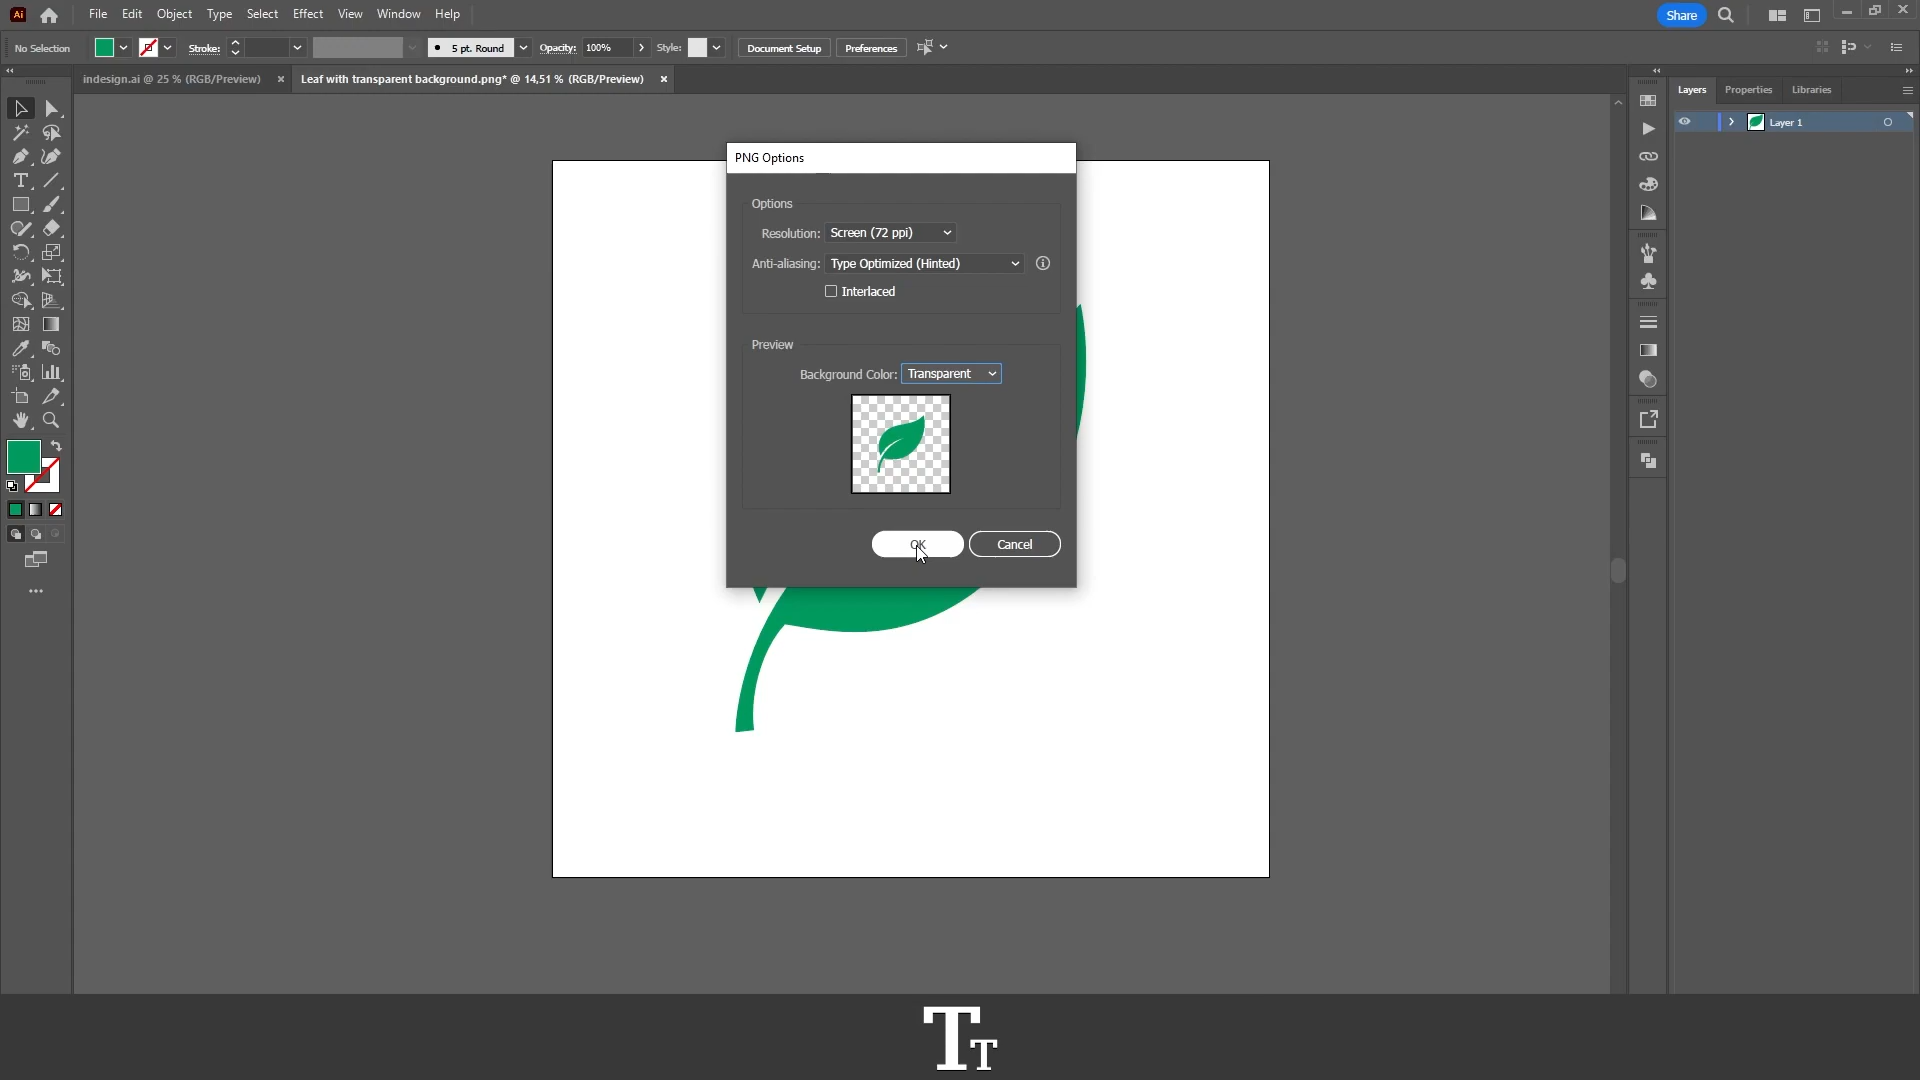 Ai File Edit Object Type Select Effect View Window Help Share
No Selection Stroke: 5 pt. Round Opacity: 100% Style: Document Setup Preferences
indesign.ai @ 25 % (RGB/Preview) × Leaf with transparent background.png* @ 14,51 % (RGB/Preview) ×
Layers Properties Libraries
Layer 1
PNG Options
Options
Resolution: Screen (72 ppi)
Anti-aliasing: Type Optimized (Hinted)
Interlaced
Preview
Background Color: Transparent
OK Cancel
TT